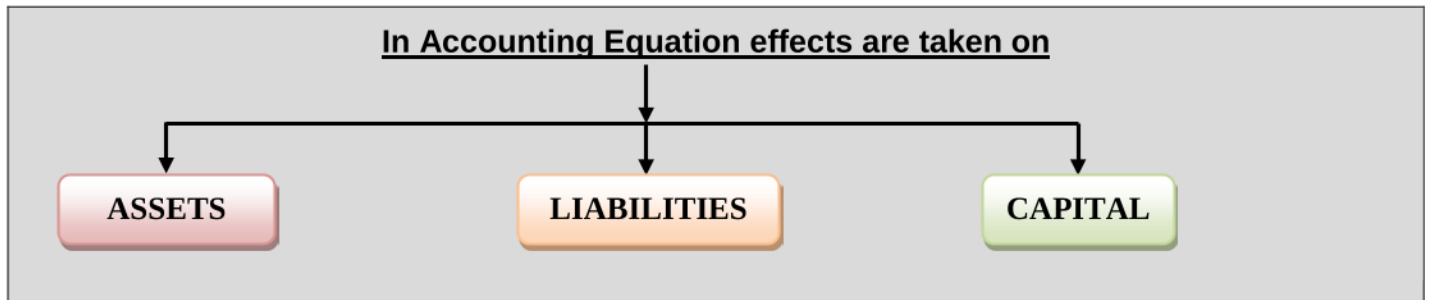 In Accounting Equation effects are taken on
ASSETS
LIABILITIES
CAPITAL